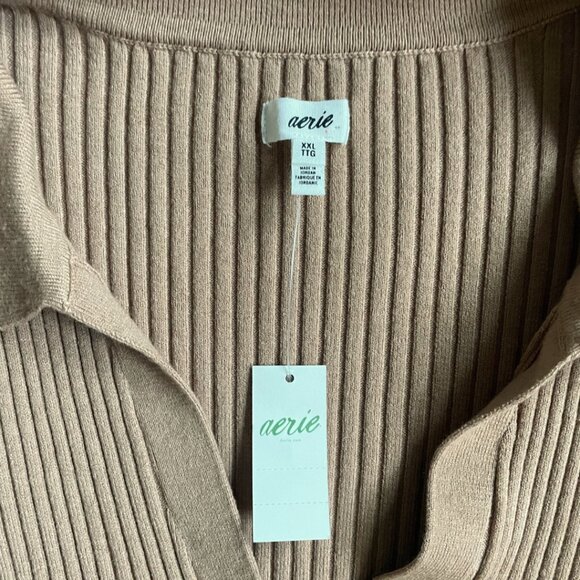 aerie
XXL
TTG
MADE IN
JORDAN
FABRIQUÉ EN
JORDANIE
aerie